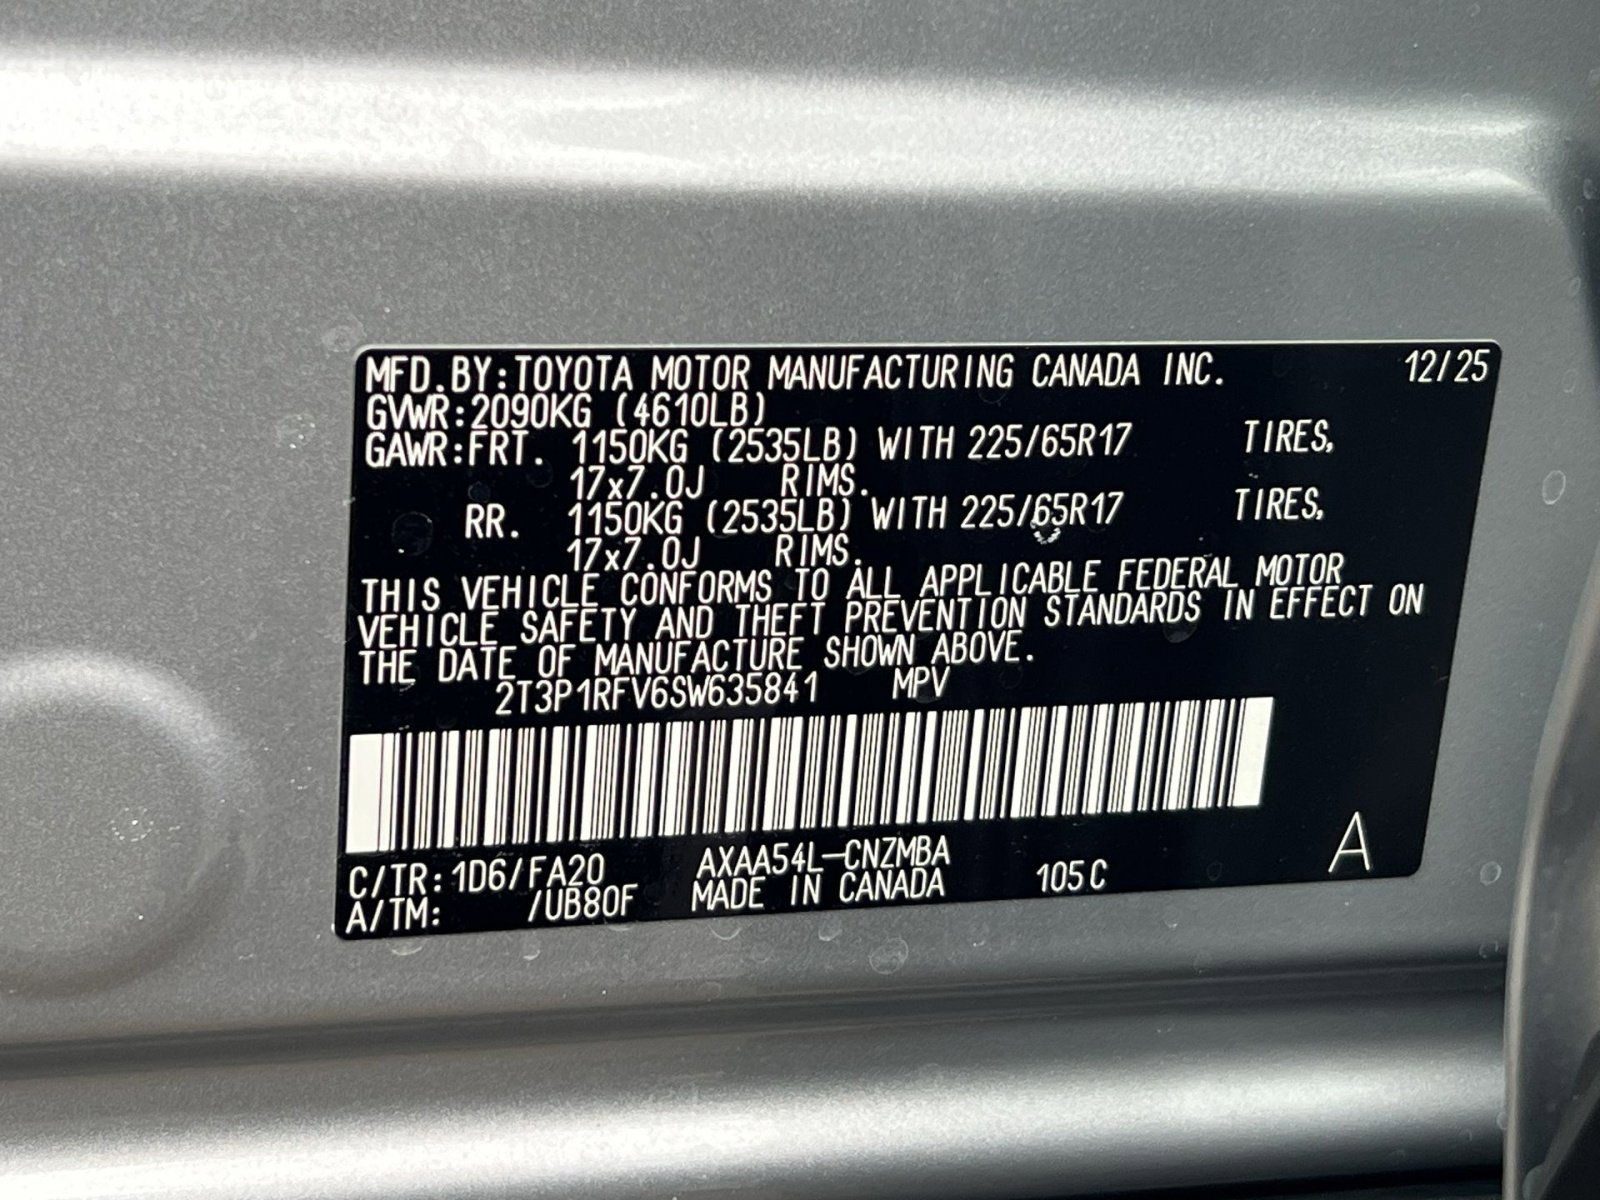 MFD.BY:TOYOTA MOTOR MANUFACTURING CANADA INC. 12/25
GVWR:2090KG (4610LB)
GAWR:FRT. 1150KG (2535LB) WITH 225/65R17 TIRES,
17x7.0J RIMS.
RR. 1150KG (2535LB) WITH 225/65R17 TIRES,
17x7.0J RIMS.
THIS VEHICLE CONFORMS TO ALL APPLICABLE FEDERAL MOTOR
VEHICLE SAFETY AND THEFT PREVENTION STANDARDS IN EFFECT ON
THE DATE OF MANUFACTURE SHOWN ABOVE.
2T3P1RFV6SW635841 MPV
C/TR:1D6/FA20 AXAA54L-CNZMBA
A/TM: /UB80F MADE IN CANADA 105C A